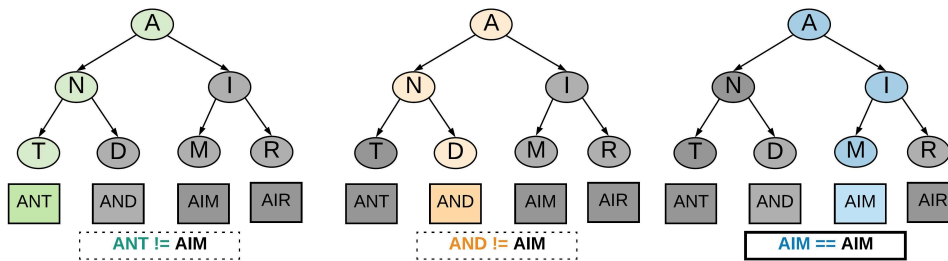 A
N I
T D M R
ANT AND AIM AIR
ANT != AIM
A
N I
T D M R
ANT AND AIM AIR
AND != AIM
A
N I
T D M R
ANT AND AIM AIR
AIM == AIM